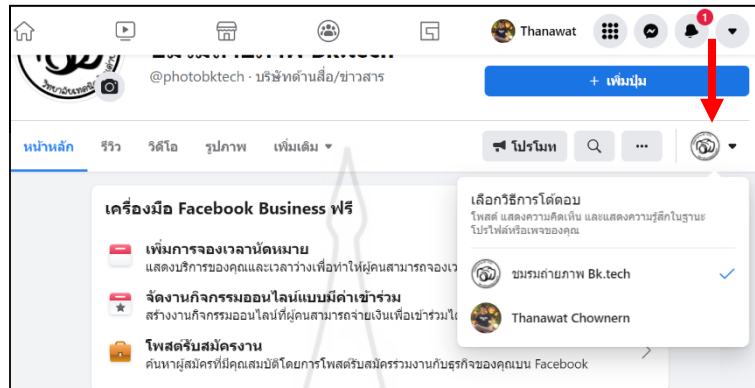 Thanawat
1
@photobktech · บริษัทด้านสื่อ/ข่าวสาร
+ เพิ่มปุ่ม
หน้าหลัก รีวิว วิดีโอ รูปภาพ เพิ่มเติม
โปรโมท
เครื่องมือ Facebook Business ฟรี
เพิ่มการจองเวลานัดหมาย
แสดงบริการของคุณและเวลาว่างเพื่อทำให้ผู้คนสามารถจองเว
จัดงานกิจกรรมออนไลน์แบบมีค่าเข้าร่วม
สร้างงานกิจกรรมออนไลน์ที่ผู้คนสามารถจ่ายเงินเพื่อเข้าร่วมได
โพสต์รับสมัครงาน
ค้นหาผู้สมัครที่มีคุณสมบัติโดยการโพสต์รับสมัครร่วมงานกับธุรกิจของคุณบน Facebook
เลือกวิธีการโต้ตอบ
โพสต์ แสดงความคิดเห็น และแสดงความรู้สึกในฐานะ
โปรไฟล์หรือเพจของคุณ
ชมรมถ่ายภาพ Bk.tech
Thanawat Chownern